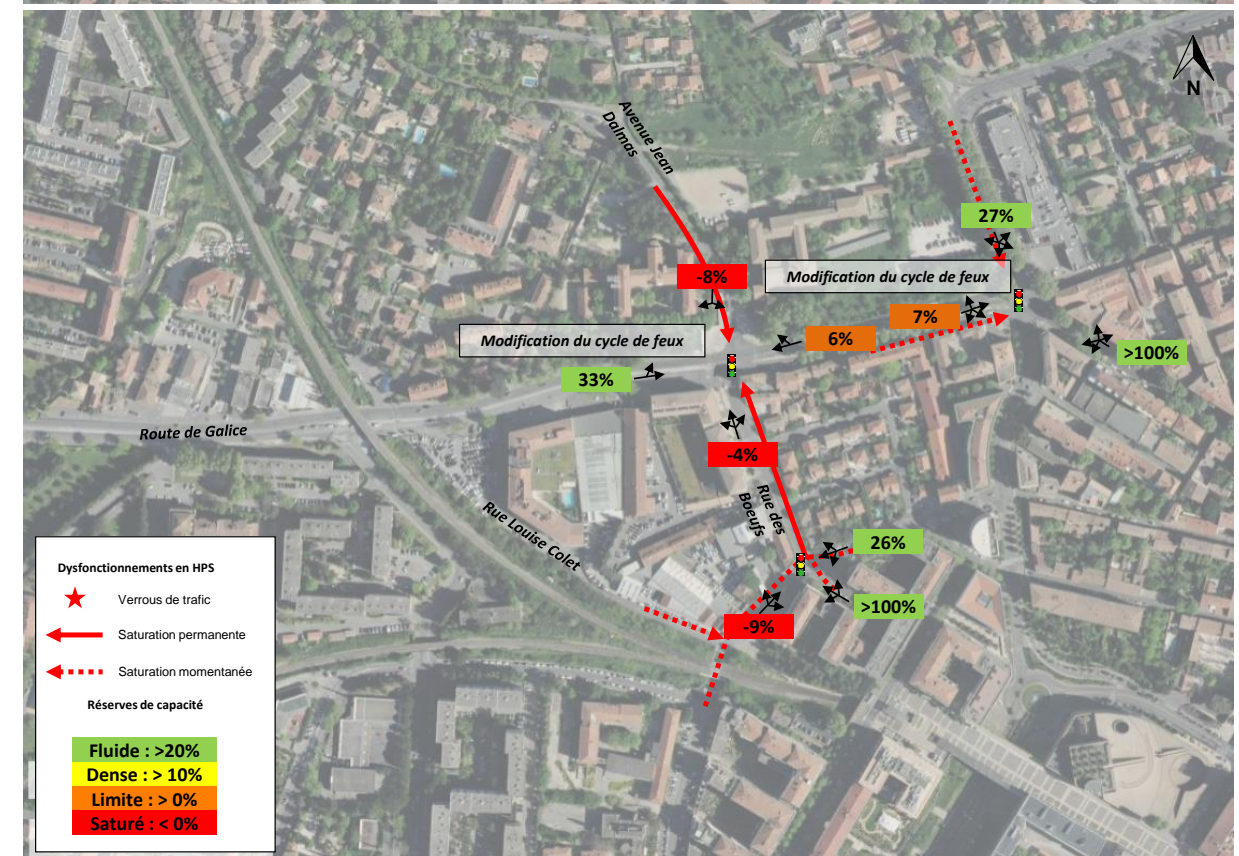 N
Avenue Jean
Dalmas
27%
-8%
Modification du cycle de feux
7%
Modification du cycle de feux
6%
>100%
33%
Route de Galice
-4%
Rue des
Boeufs
Rue Louise Colet
26%
>100%
-9%
Dysfonctionnements en HPS
Verrous de trafic
Saturation permanente
Saturation momentanée
Réserves de capacité
Fluide : >20%
Dense : > 10%
Limite : > 0%
Saturé : < 0%